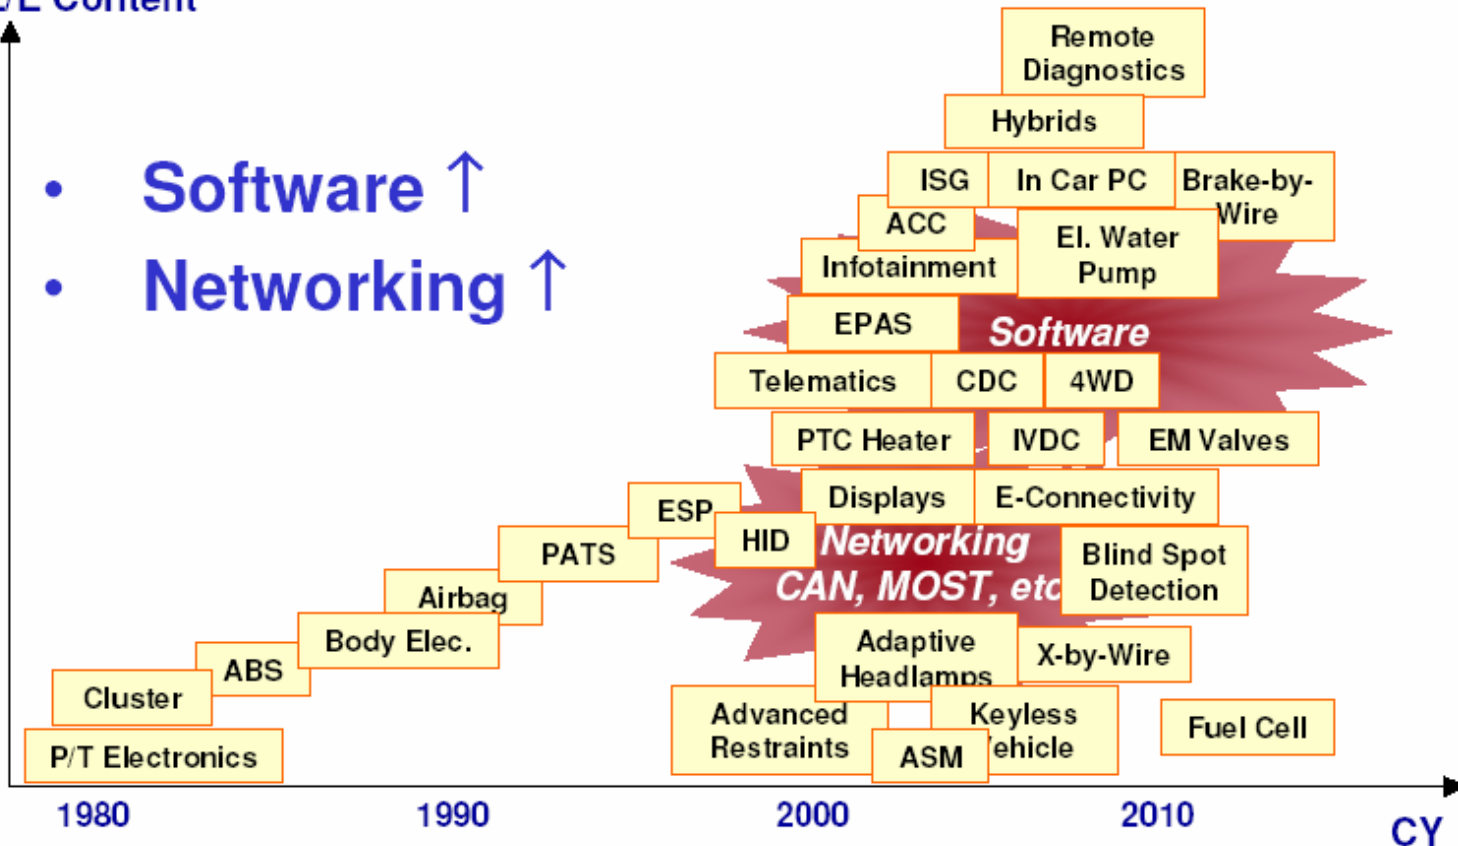 E/E Content
• Software ↑
• Networking ↑
Remote
Diagnostics
Hybrids
ISG
In Car PC
Brake-by-
Wire
ACC
El. Water
Pump
Infotainment
EPAS
Software
Telematics
CDC
4WD
PTC Heater
IVDC
EM Valves
ESP
Displays
E-Connectivity
HID
Networking
CAN, MOST, etc
PATS
Blind Spot
Detection
Airbag
Body Elec.
Adaptive
Headlamps
X-by-Wire
ABS
Cluster
Advanced
Restraints
Keyless
Vehicle
Fuel Cell
P/T Electronics
ASM
1980
1990
2000
2010
CY